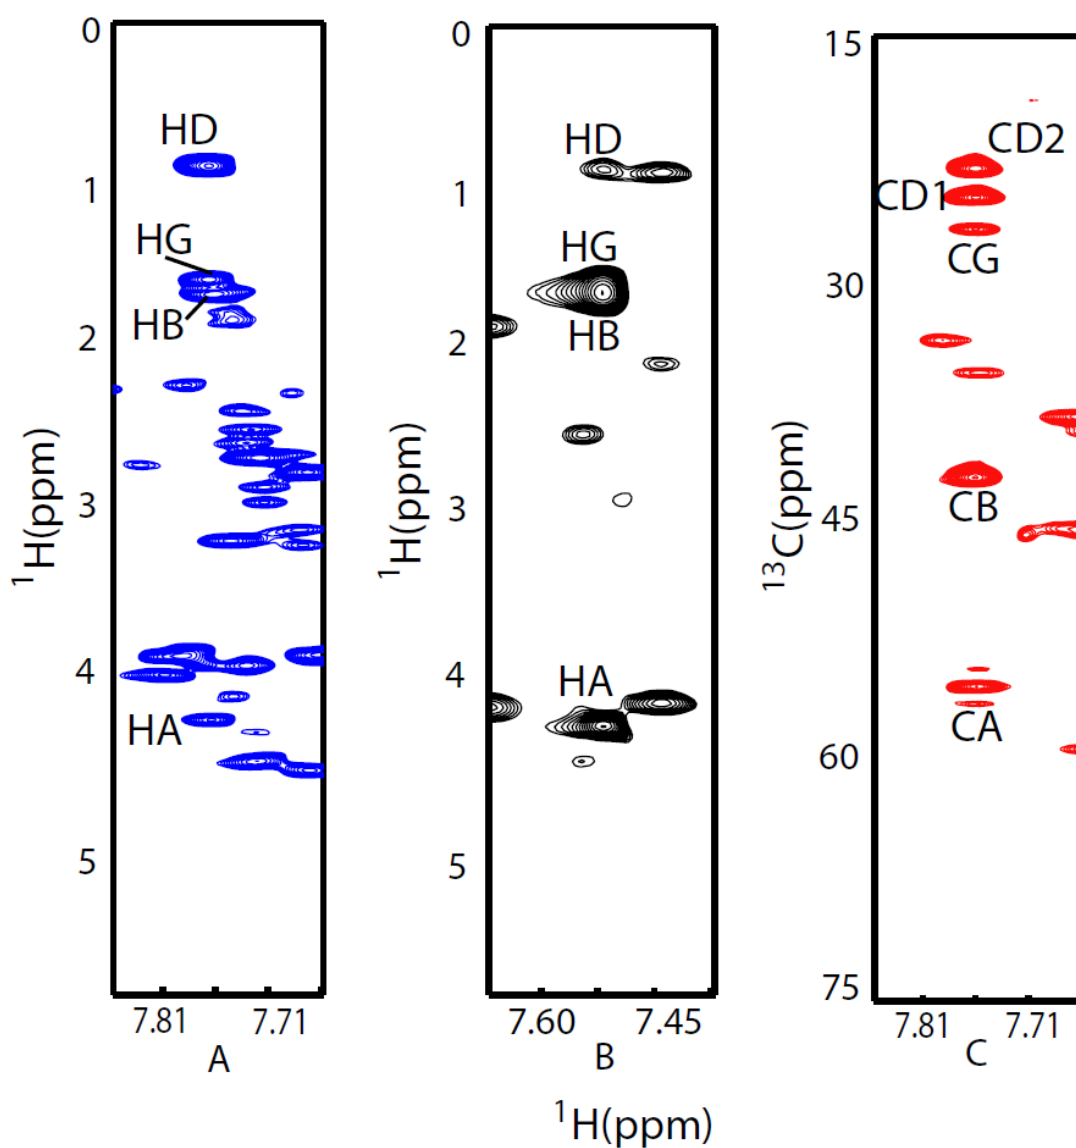 0
HD
1
HG
HB
2
3
4
HA
5
¹H(ppm)
7.81 7.71
A
0
HD
1
HG
HB
2
3
4
HA
5
¹H(ppm)
7.60 7.45
B
15
CD2
CD1
CG
30
CB
45
CA
60
75
¹³C(ppm)
7.81 7.71
C
¹H(ppm)